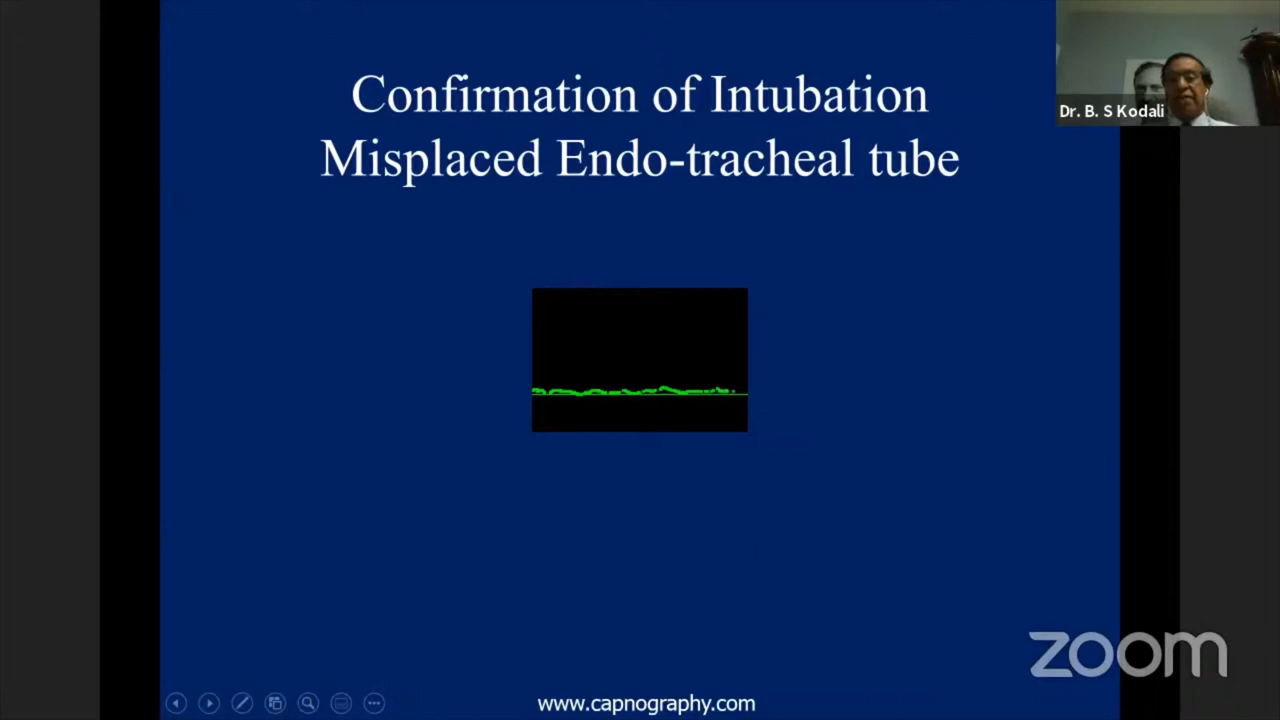 Confirmation of Intubation
Misplaced Endo-tracheal tube
Dr. B. S Kodali
zoom
www.capnography.com